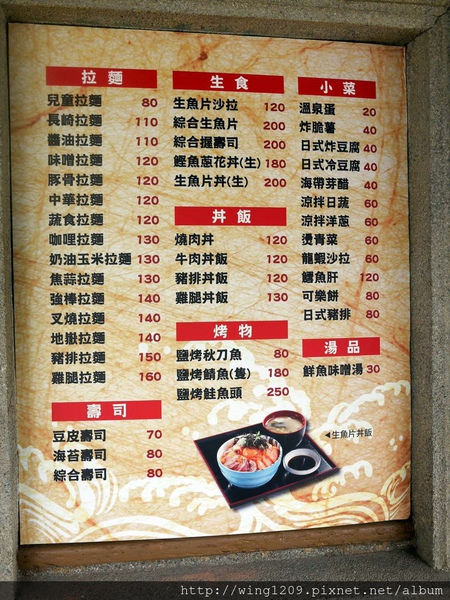 拉麵
兒童拉麵 80
長崎拉麵 110
醬油拉麵 110
味噌拉麵 120
豚骨拉麵 120
中華拉麵 120
蔬食拉麵 120
咖哩拉麵 130
奶油玉米拉麵 130
焦蒜拉麵 130
強棒拉麵 140
叉燒拉麵 140
地嶽拉麵 140
豬排拉麵 150
雞腿拉麵 160
壽司
豆皮壽司 70
海苔壽司 80
綜合壽司 80
生食
生魚片沙拉 120
綜合生魚片 200
綜合握壽司 200
鰹魚蔥花丼(生) 180
生魚片丼(生) 200
丼飯
燒肉丼 120
牛肉丼飯 120
豬排丼飯 130
雞腿丼飯 130
烤物
鹽烤秋刀魚 80
鹽烤鯖魚(隻) 180
鹽烤鮭魚頭 250
小菜
溫泉蛋 20
炸脆薯 40
日式炸豆腐 40
日式冷豆腐 40
海帶芽醋 40
涼拌日蔬 60
涼拌洋蔥 60
燙青菜 60
龍蝦沙拉 60
鱈魚肝 120
可樂餅 80
日式豬排 80
湯品
鮮魚味噌湯 30
◀生魚片丼飯
http://wing1209.pixnet.net/album